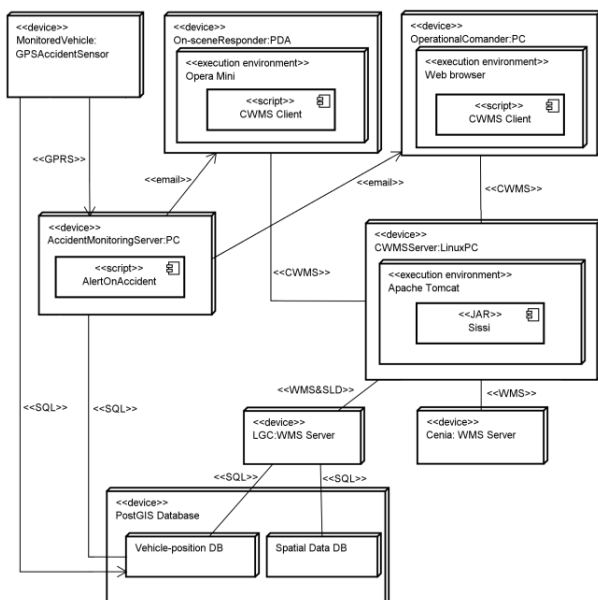 <<device>>
MonitoredVehicle:
GPSAccidentSensor
<<device>>
On-sceneResponder:PDA
<<execution environment>>
Opera Mini
<<script>>
CWMS Client
<<device>>
OperationalComander:PC
<<execution environment>>
Web browser
<<script>>
CWMS Client
<<GPRS>>
<<email>>
<<email>>
<<CWMS>>
<<device>>
AccidentMonitoringServer:PC
<<script>>
AlertOnAccident
<<CWMS>>
<<device>>
CWMSServer:LinuxPC
<<execution environment>>
Apache Tomcat
<<JAR>>
Sissi
<<SQL>>
<<SQL>>
<<WMS&SLD>>
<<WMS>>
<<device>>
LGC:WMS Server
<<device>>
Cenia: WMS Server
<<SQL>>
<<SQL>>
<<device>>
PostGIS Database
Vehicle-position DB
Spatial Data DB